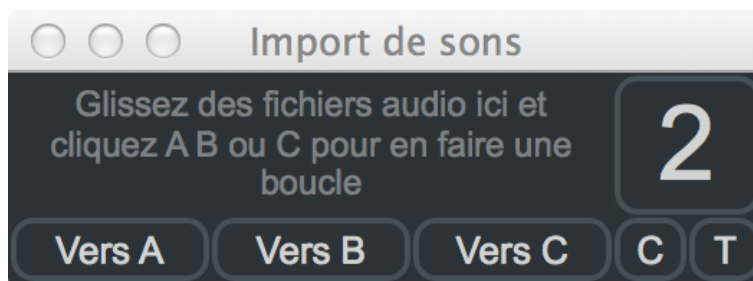 Import de sons
Glissez des fichiers audio ici et
cliquez A B ou C pour en faire une
boucle
2
Vers A Vers B Vers C C T